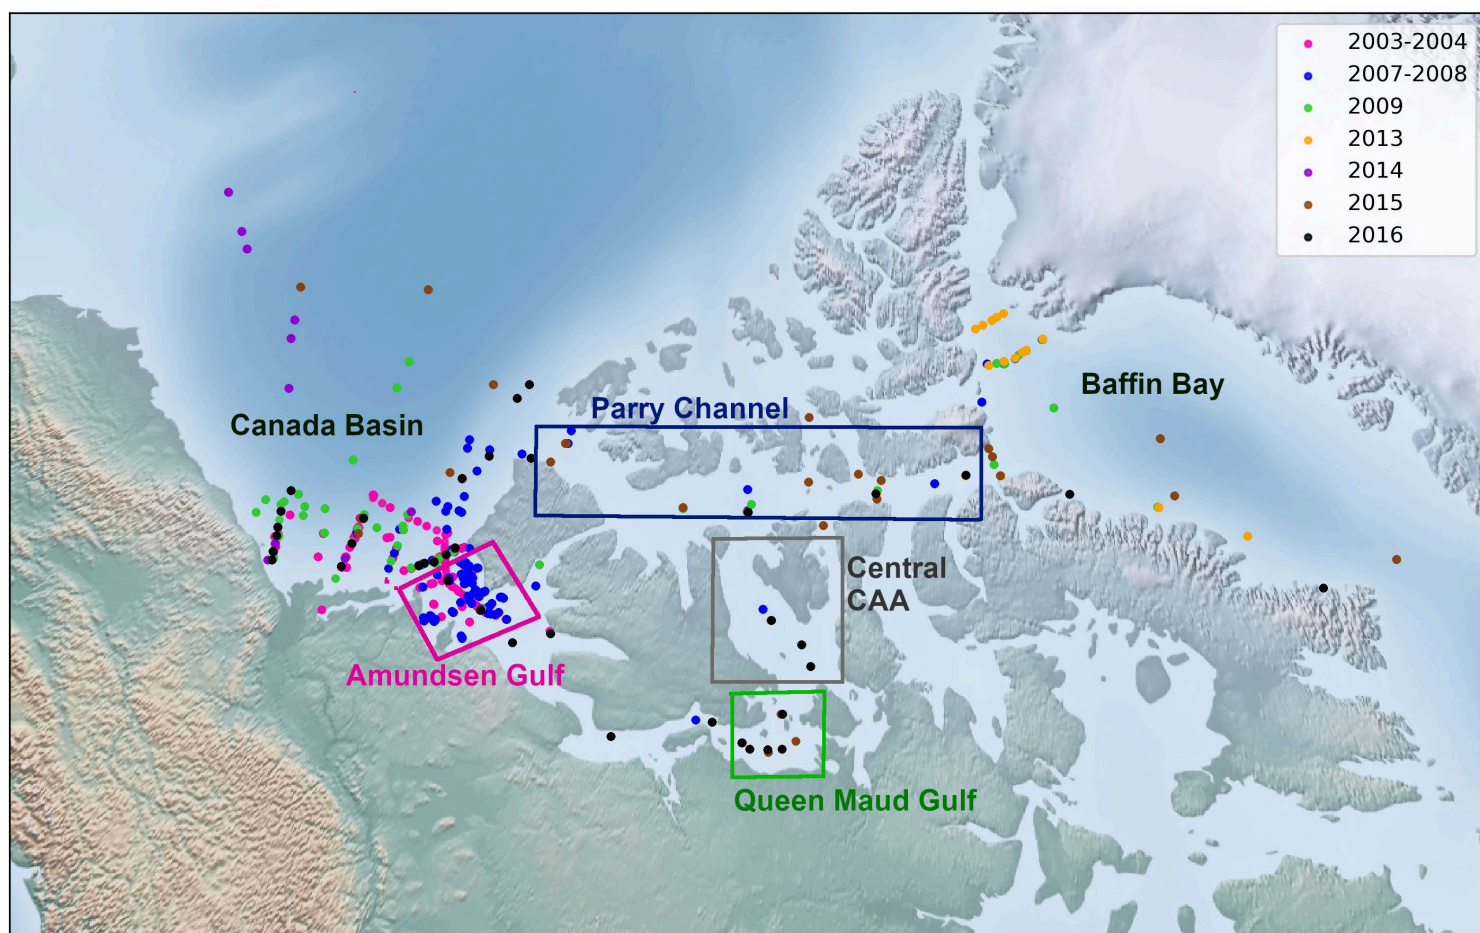 2003-2004
2007-2008
2009
2013
2014
2015
2016
Baffin Bay
Parry Channel
Canada Basin
Central
CAA
Amundsen Gulf
Queen Maud Gulf